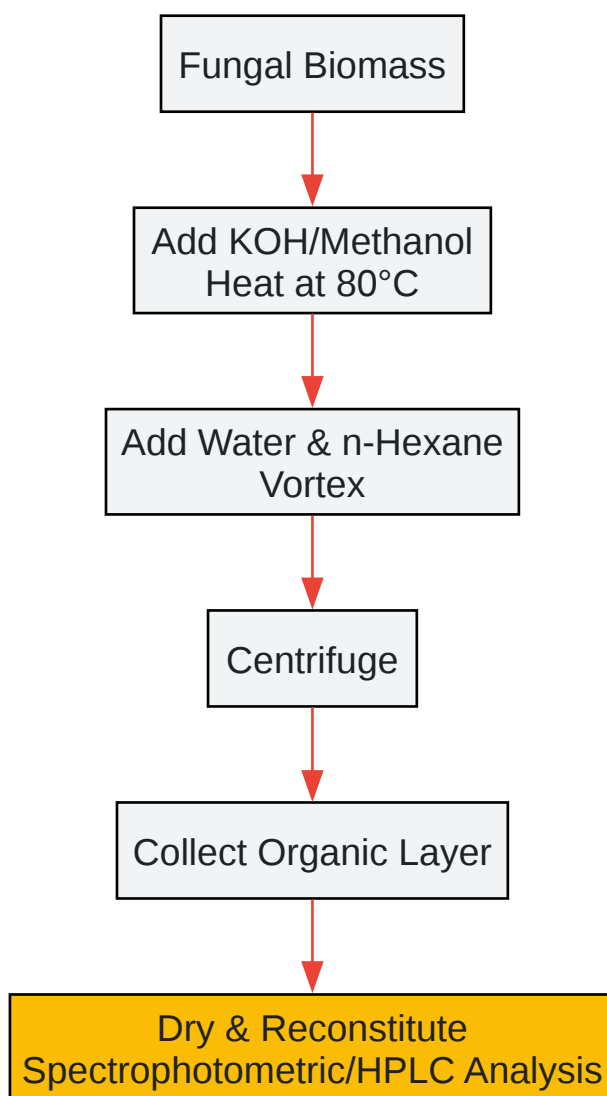 Fungal Biomass
Add KOH/Methanol
Heat at 80°C
Add Water & n-Hexane
Vortex
Centrifuge
Collect Organic Layer
Dry & Reconstitute
Spectrophotometric/HPLC Analysis